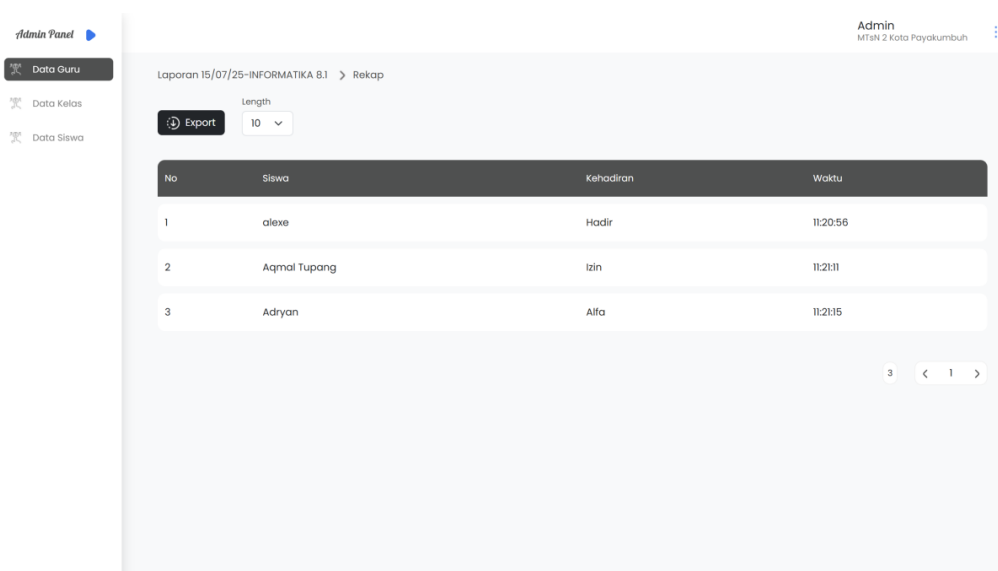 Admin Panel
Admin
MTsN 2 Kota Payakumbuh
Data Guru
Data Kelas
Data Siswa
Laporan 15/07/25-INFORMATIKA 8.1 > Rekap
Length
Export
10
No Siswa Kehadiran Waktu
1 alexe Hadir 11:20:56
2 Aqmal Tupang Izin 11:21:11
3 Adryan Alfa 11:21:15
3 < 1 >